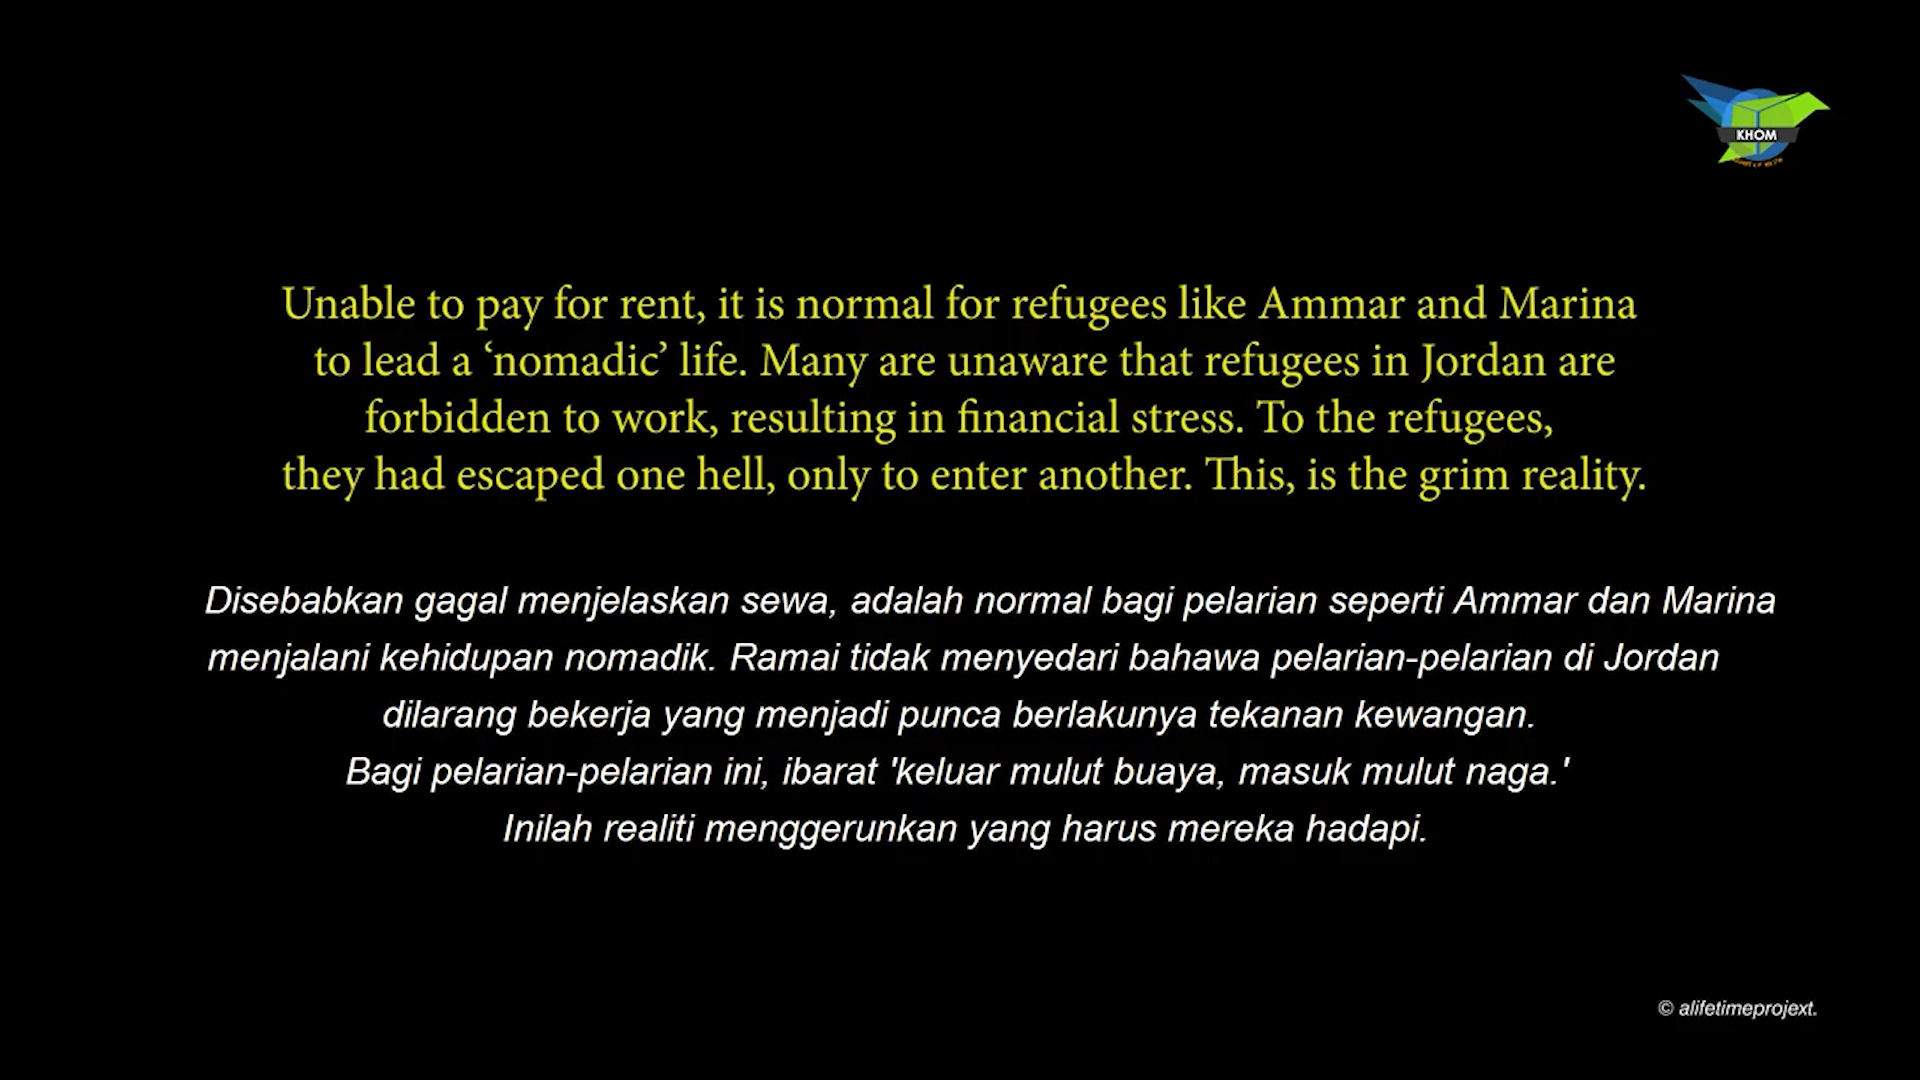 KHOM
Unable to pay for rent, it is normal for refugees like Ammar and Marina
to lead a ‘nomadic’ life. Many are unaware that refugees in Jordan are
forbidden to work, resulting in financial stress. To the refugees,
they had escaped one hell, only to enter another. This, is the grim reality.
Disebabkan gagal menjelaskan sewa, adalah normal bagi pelarian seperti Ammar dan Marina
menjalani kehidupan nomadik. Ramai tidak menyedari bahawa pelarian-pelarian di Jordan
dilarang bekerja yang menjadi punca berlakunya tekanan kewangan.
Bagi pelarian-pelarian ini, ibarat 'keluar mulut buaya, masuk mulut naga.'
Inilah realiti menggerunkan yang harus mereka hadapi.
© alifetimeprojext.